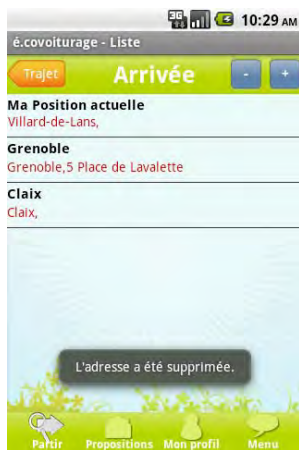 3G 10:29 AM
é.covoiturage - Liste
Trajet Arrivée - +
Ma Position actuelle
Villard-de-Lans,
Grenoble
Grenoble,5 Place de Lavalette
Claix
Claix,
L'adresse a été supprimée.
Partir Propositions Mon profil Menu